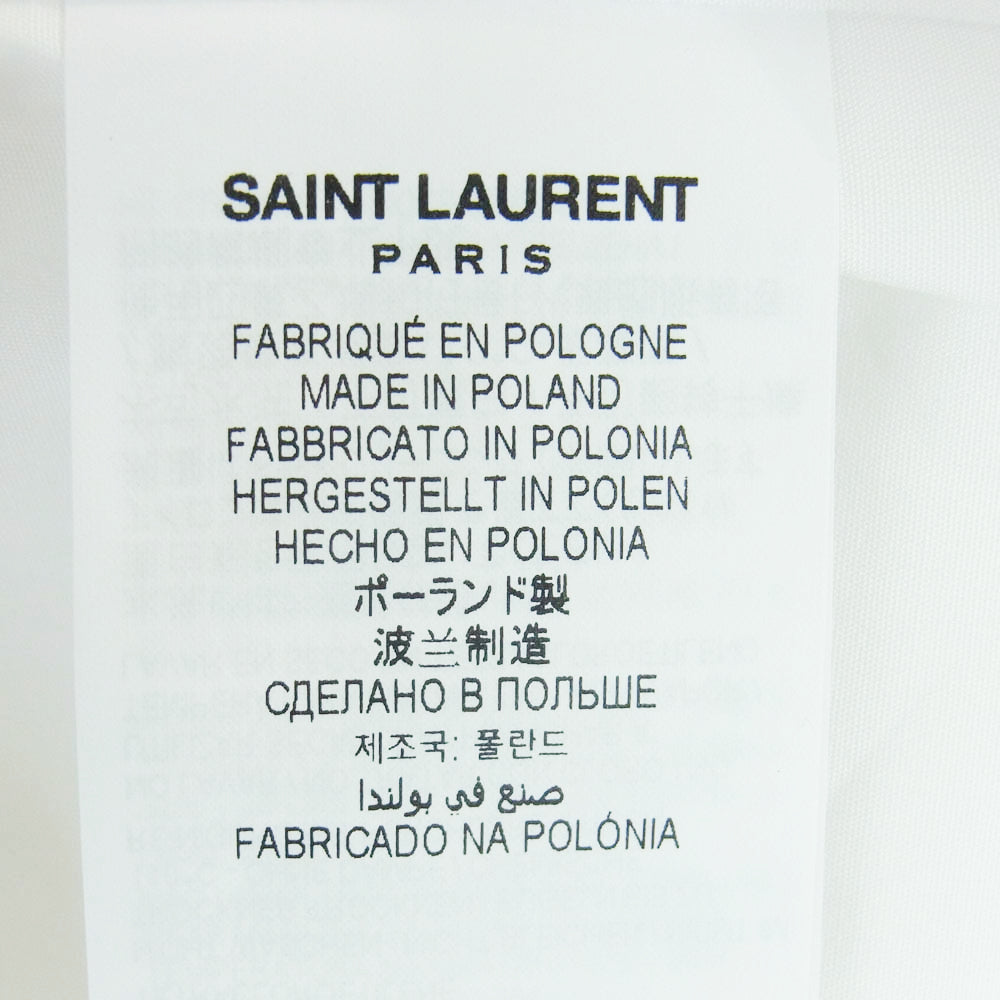 SAINT LAURENT
PARIS
FABRIQUÉ EN POLOGNE
MADE IN POLAND
FABBRICATO IN POLONIA
HERGESTELLT IN POLEN
HECHO EN POLONIA
ポーランド製
波兰制造
СДЕЛАНО В ПОЛЬШЕ
제조국: 폴란드
صنع في بولندا
FABRICADO NA POLÓNIA